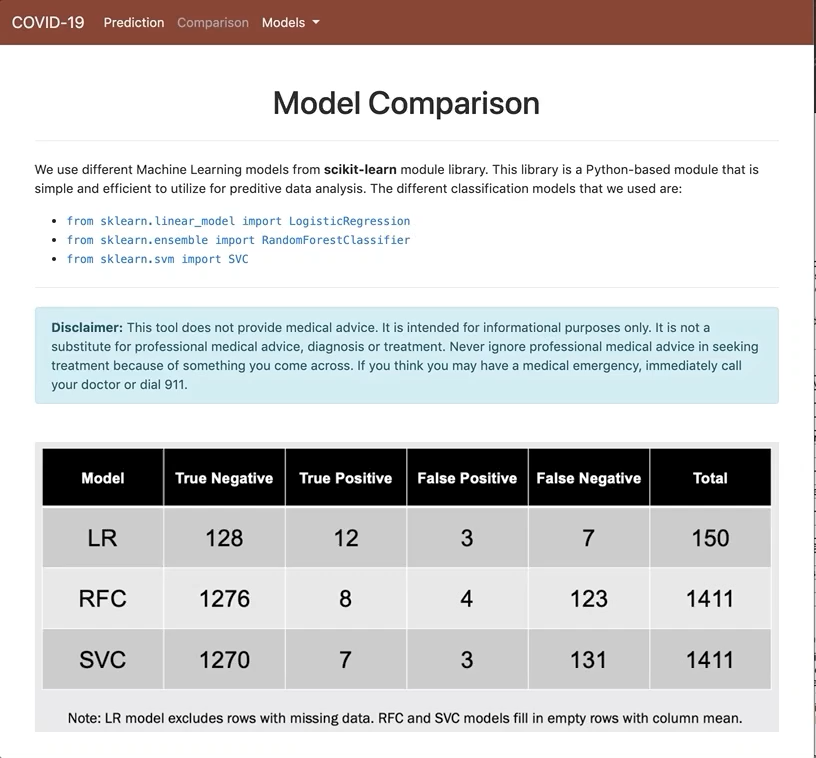 COVID-19 Prediction Comparison Models
Model Comparison
We use different Machine Learning models from scikit-learn module library. This library is a Python-based module that is
simple and efficient to utilize for preditive data analysis. The different classification models that we used are:
from sklearn.linear_model import LogisticRegression
from sklearn.ensemble import RandomForestClassifier
from sklearn.svm import SVC
Disclaimer: This tool does not provide medical advice. It is intended for informational purposes only. It is not a
substitute for professional medical advice, diagnosis or treatment. Never ignore professional medical advice in seeking
treatment because of something you come across. If you think you may have a medical emergency, immediately call
your doctor or dial 911.
Model True Negative True Positive False Positive False Negative Total
LR 128 12 3 7 150
RFC 1276 8 4 123 1411
SVC 1270 7 3 131 1411
Note: LR model excludes rows with missing data. RFC and SVC models fill in empty rows with column mean.